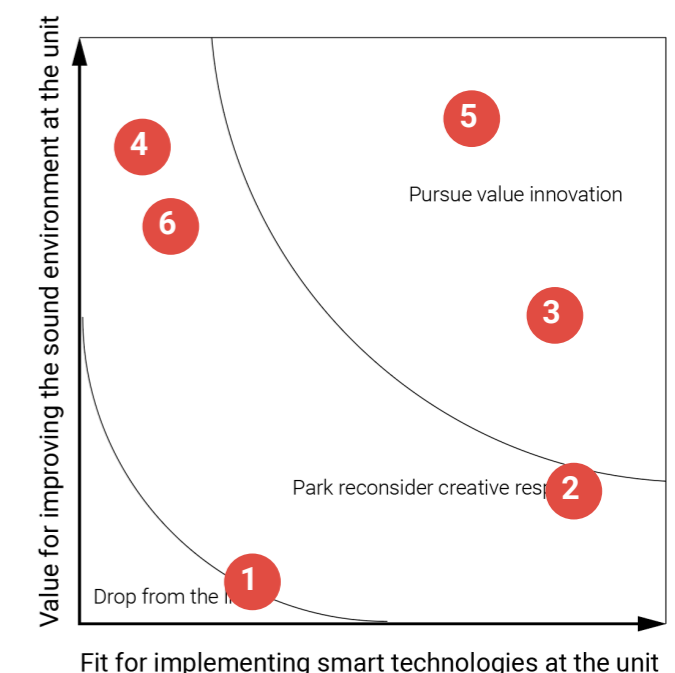 Value for improving the sound environment at the unit
5
4
Pursue value innovation
6
3
Park reconsider creative
2
1
Drop from the
Fit for implementing smart technologies at the unit